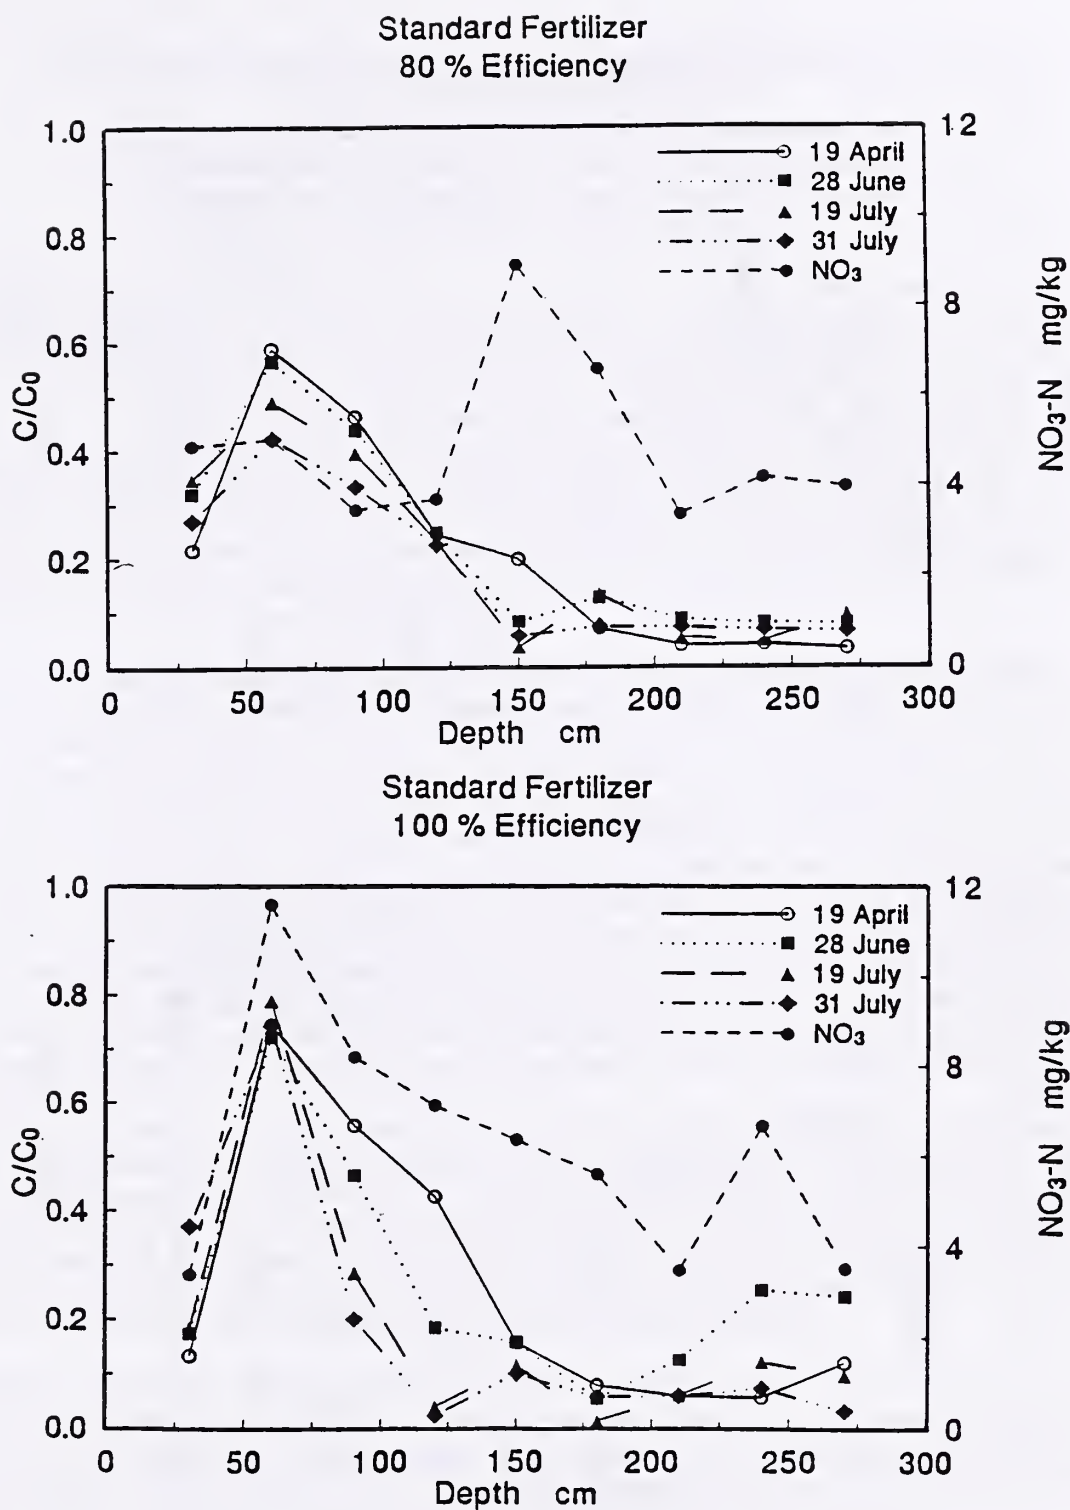 Standard Fertilizer
80 % Efficiency
1.0
0.8
0.6
0.4
0.2
0.0
C/C0
12
8
4
0
NO3-N mg/kg
19 April
28 June
19 July
31 July
NO3
0 50 100 150 200 250 300
Depth cm
Standard Fertilizer
100 % Efficiency
1.0
0.8
0.6
0.4
0.2
0.0
C/C0
12
8
4
0
NO3-N mg/kg
19 April
28 June
19 July
31 July
NO3
0 50 100 150 200 250 300
Depth cm